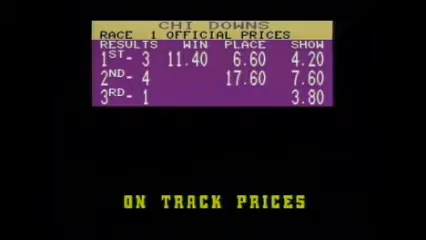 CHI DOWNS
RACE 1 OFFICIAL PRICES
RESULTS WIN PLACE SHOW
1ST- 3 11.40 6.60 4.20
2ND- 4 17.60 7.60
3RD- 1 3.80
ON TRACK PRICES